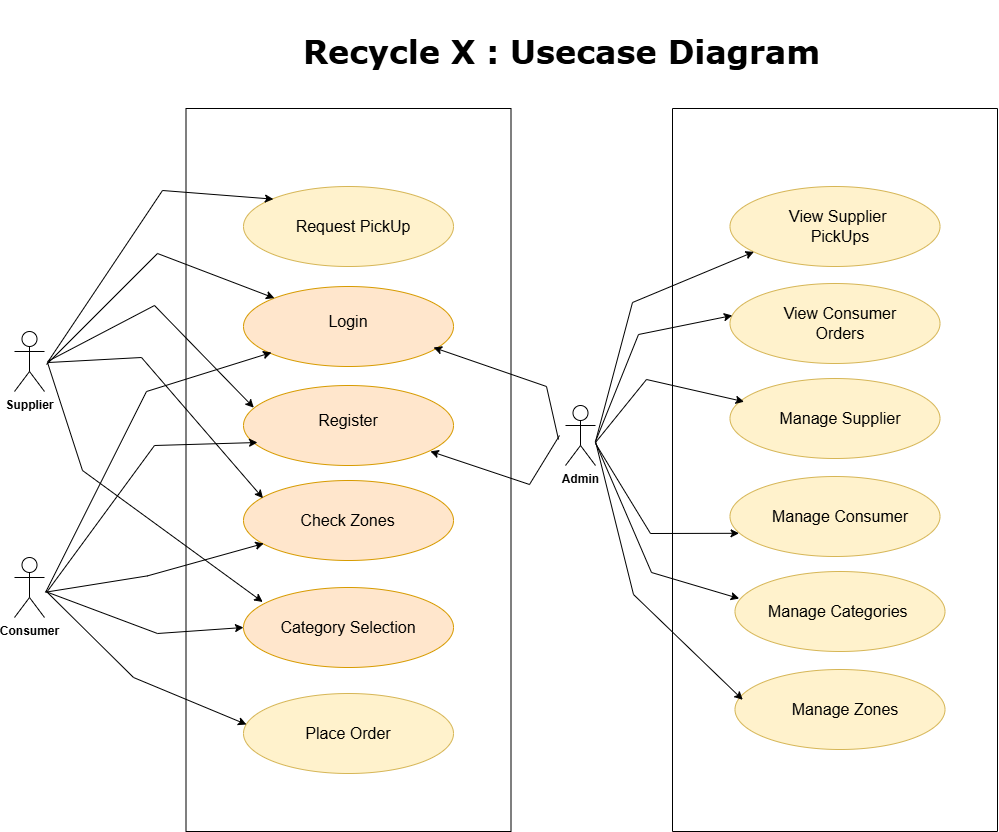 Recycle X : Usecase Diagram
Request PickUp
Login
Register
Check Zones
Category Selection
Place Order
Supplier
Consumer
Admin
View Supplier
PickUps
View Consumer
Orders
Manage Supplier
Manage Consumer
Manage Categories
Manage Zones